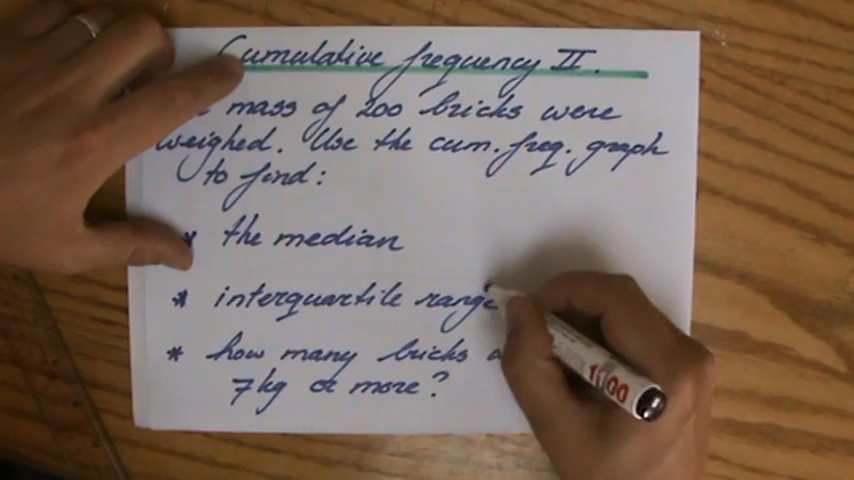 Cumulative frequency II.
mass of 200 bricks were
weighed. Use the cum. freq. graph
to find:
* the median
* interquartile range
* how many bricks
7kg or more?
1100